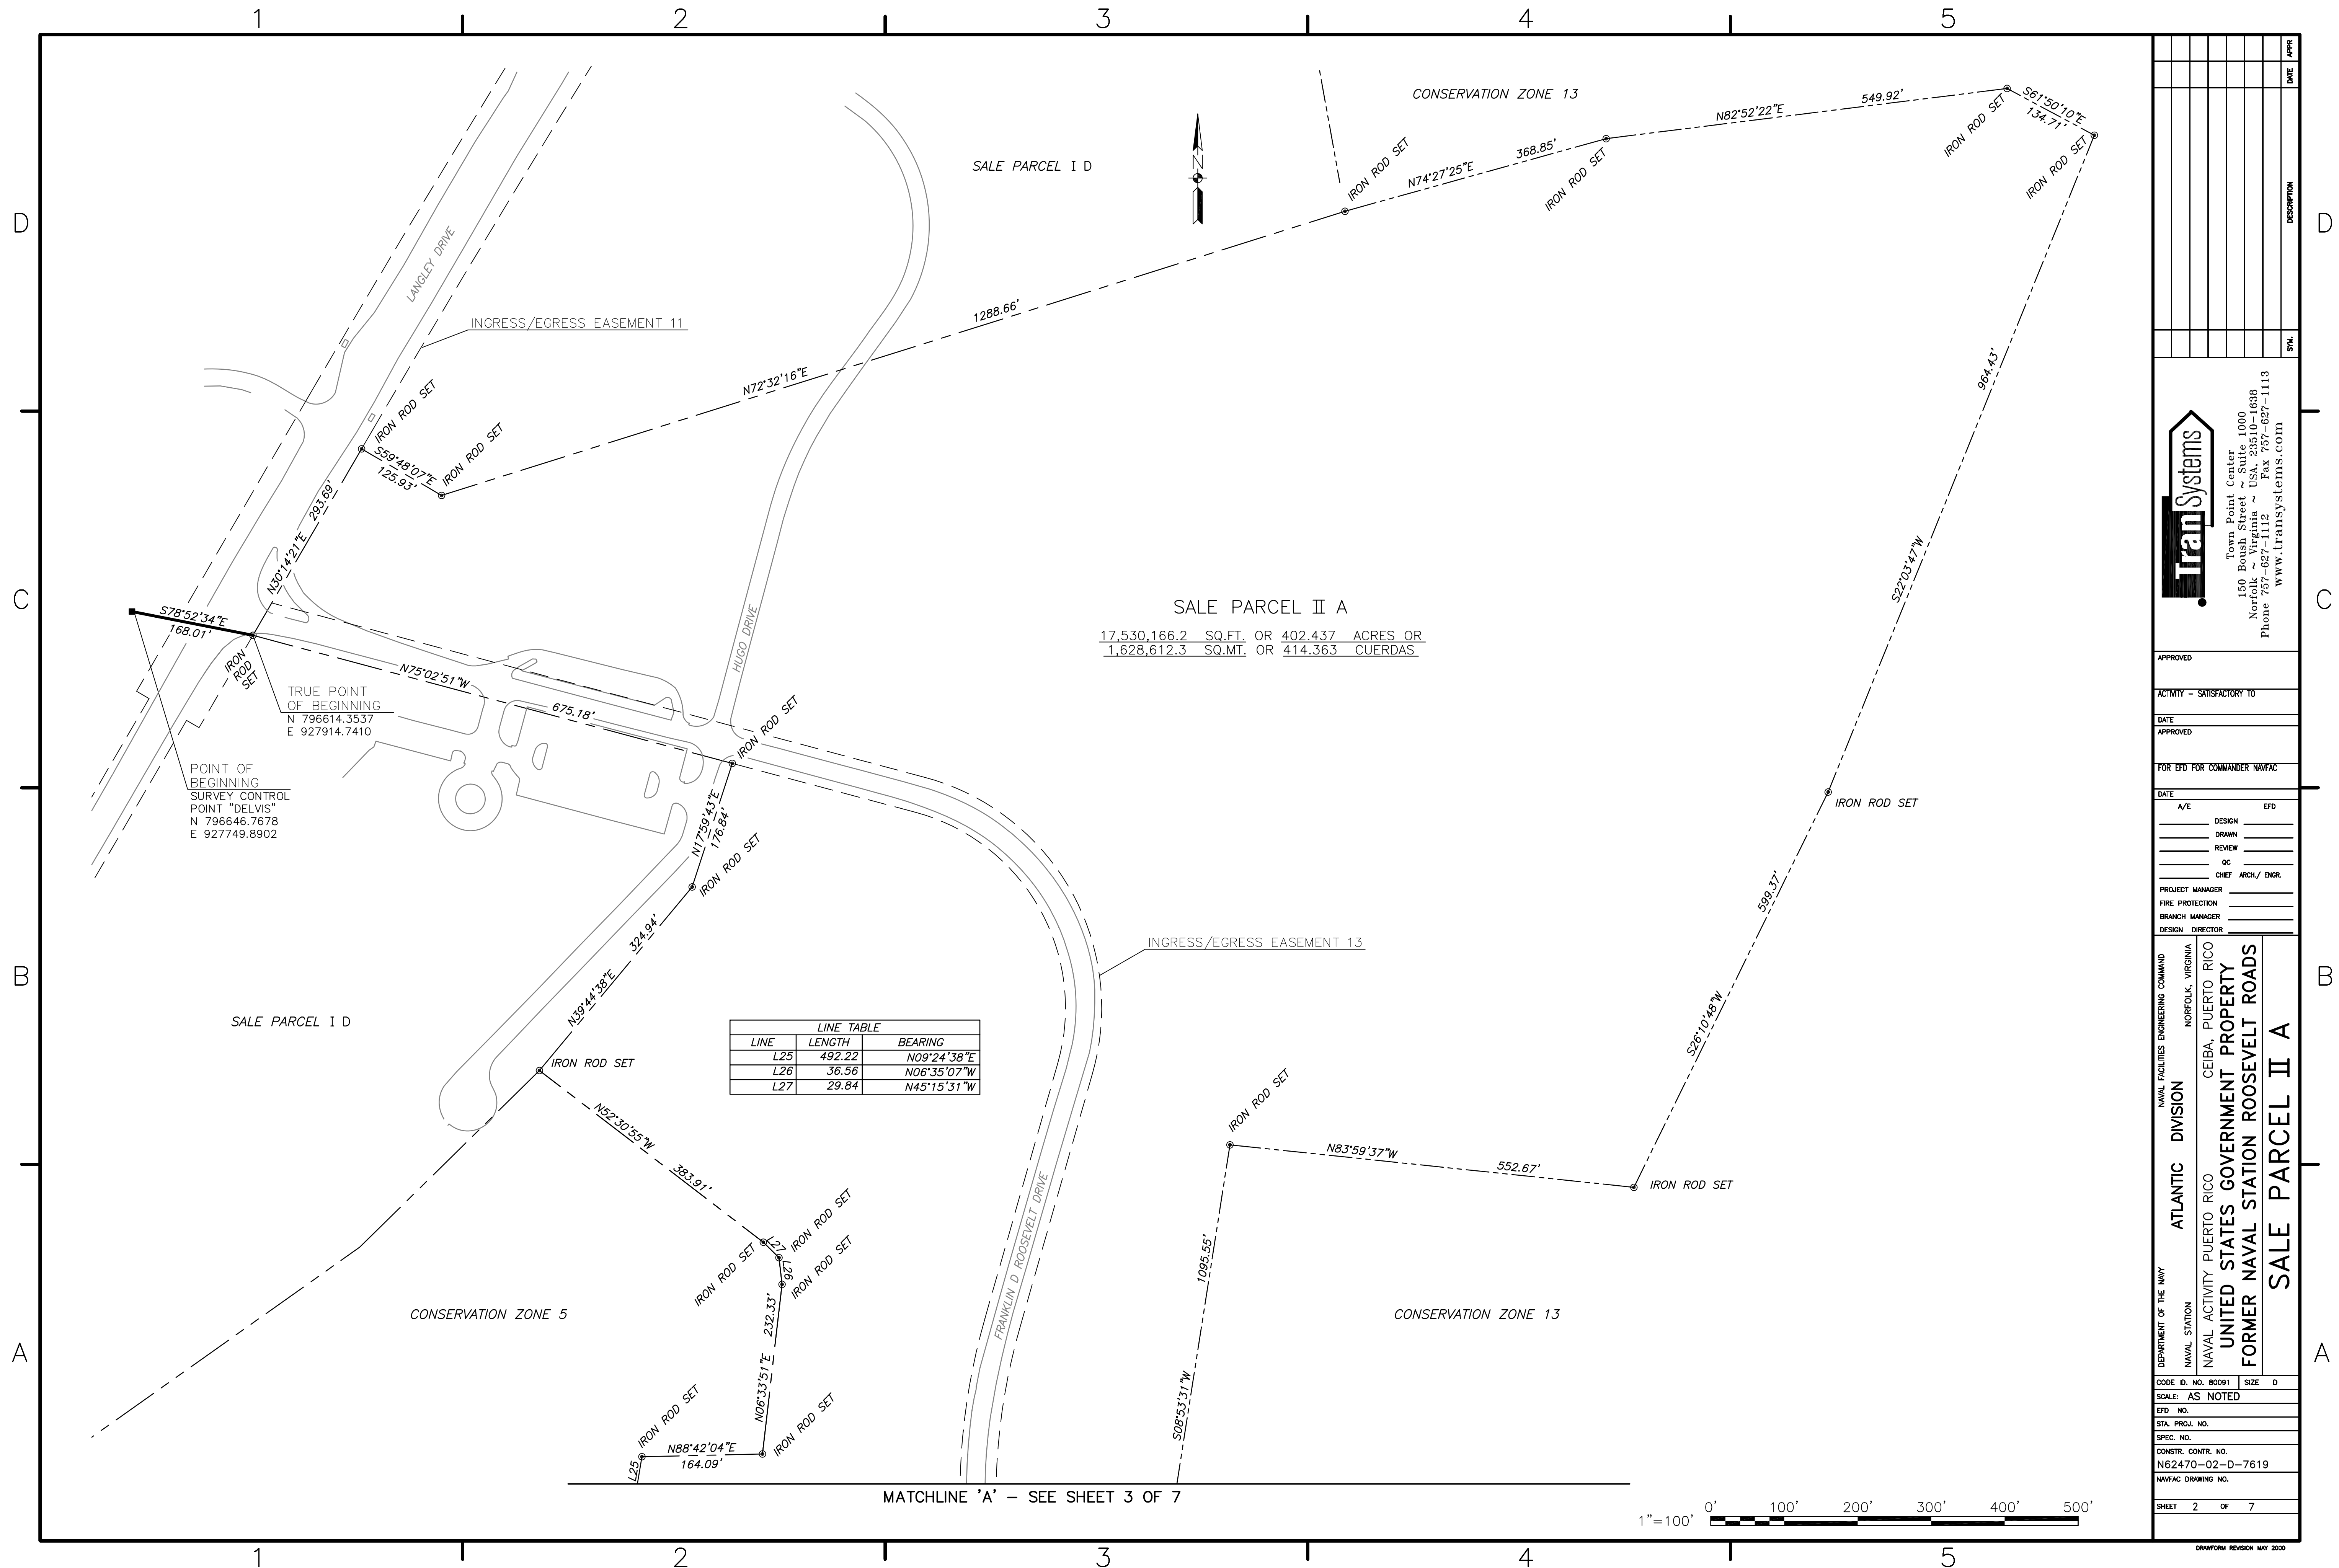 1 2 3 4 5
D
D
C
C
B
B
A
A
CONSERVATION ZONE 13
SALE PARCEL I D
N
N82°52'22"E
549.92'
S61°50'10"E
134.71'
IRON ROD SET
IRON ROD SET
N74°27'25"E
368.85'
IRON ROD SET
IRON ROD SET
LANGLEY DRIVE
INGRESS/EGRESS EASEMENT 11
1288.66'
N72°32'16"E
964.43'
S22°03'47"W
IRON ROD SET
IRON ROD SET
S59°48'07"E
125.93'
293.69'
N30°14'21"E
S78°52'34"E
168.01'
IRON
ROD
SET
TRUE POINT
OF BEGINNING
N 796614.3537
E 927914.7410
POINT OF
BEGINNING
SURVEY CONTROL
POINT "DELVIS"
N 796646.7678
E 927749.8902
N75°02'51"W
675.18'
HUGO DRIVE
SALE PARCEL II A
17,530,166.2 SQ.FT. OR 402.437 ACRES OR
1,628,612.3 SQ.MT. OR 414.363 CUERDAS
IRON ROD SET
N17°59'43"E
176.84'
IRON ROD SET
IRON ROD SET
599.37'
S26°10'48"W
324.94'
N39°44'38"E
INGRESS/EGRESS EASEMENT 13
SALE PARCEL I D
IRON ROD SET
LINE TABLE
LINE LENGTH BEARING
L25 492.22 N09°24'38"E
L26 36.56 N06°35'07"W
L27 29.84 N45°15'31"W
N52°30'55"W
383.91'
IRON ROD SET
N83°59'37"W
552.67'
IRON ROD SET
L27
IRON ROD SET
IRON ROD SET
L26
IRON ROD SET
FRANKLIN D ROOSEVELT DRIVE
1095.55'
S08°53'31"W
CONSERVATION ZONE 5
CONSERVATION ZONE 13
232.33'
N06°33'51"E
IRON ROD SET
IRON ROD SET
N88°42'04"E
164.09'
L25
MATCHLINE 'A' – SEE SHEET 3 OF 7
1"=100'
0' 100' 200' 300' 400' 500'
1 2 3 4 5
SYM. DESCRIPTION DATE APPR
TranSystems
Town Point Center
150 Boush Street ~ Suite 1000
Norfolk ~ Virginia ~ USA, 23510-1638
Phone 757-627-1112 Fax 757-627-1113
www.transystems.com
APPROVED
ACTIVITY – SATISFACTORY TO
DATE
APPROVED
FOR EFD FOR COMMANDER NAVFAC
DATE
A/E EFD
DESIGN
DRAWN
REVIEW
QC
CHIEF ARCH./ ENGR.
PROJECT MANAGER
FIRE PROTECTION
BRANCH MANAGER
DESIGN DIRECTOR
DEPARTMENT OF THE NAVY NAVAL FACILITIES ENGINEERING COMMAND
ATLANTIC DIVISION
NAVAL STATION NORFOLK, VIRGINIA
NAVAL ACTIVITY PUERTO RICO CEIBA, PUERTO RICO
UNITED STATES GOVERNMENT PROPERTY
FORMER NAVAL STATION ROOSEVELT ROADS
SALE PARCEL II A
CODE ID. NO. 80091 SIZE D
SCALE: AS NOTED
EFD NO.
STA. PROJ. NO.
SPEC. NO.
CONSTR. CONTR. NO.
N62470-02-D-7619
NAVFAC DRAWING NO.
SHEET 2 OF 7
DRAWFORM REVISION MAY 2000